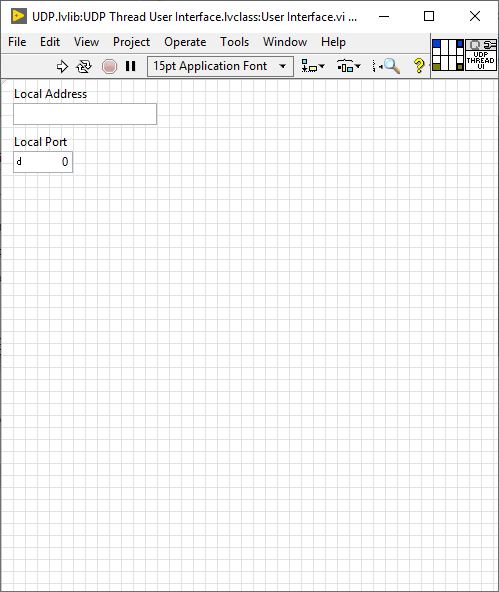 UDP.lvlib:UDP Thread User Interface.lvclass:User Interface.vi ...
File Edit View Project Operate Tools Window Help
15pt Application Font
?
UDP
THREAD
UI
Local Address
Local Port
d 0